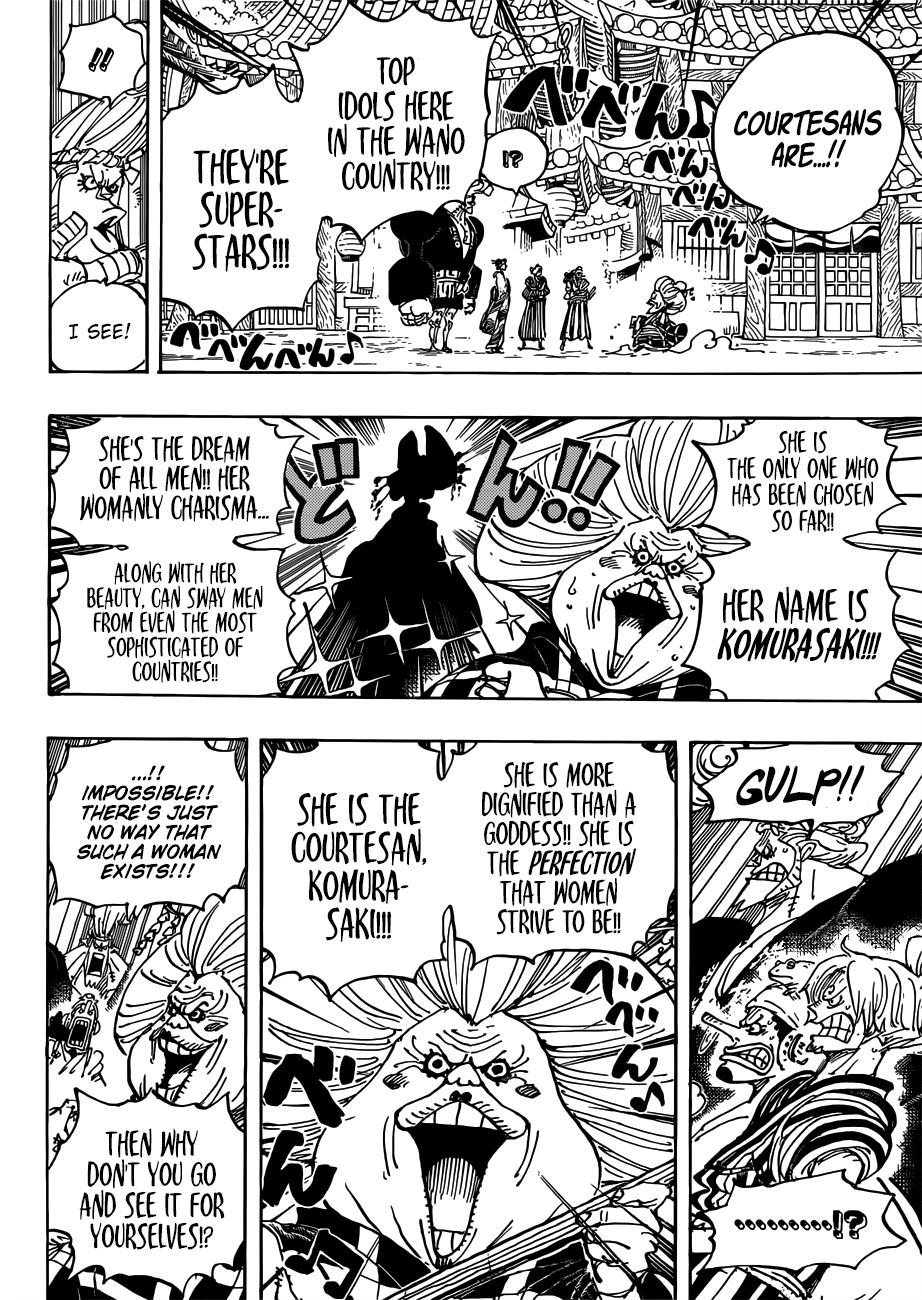 COURTESANS
ARE...!!
べべん♪
べん
べん
べん♪
!?
TOP
IDOLS HERE
IN THE WANO
COUNTRY!!!
THEY'RE
SUPER-
STARS!!!
べべんべん♪
!!
I SEE!
SHE IS
THE ONLY ONE WHO
HAS BEEN CHOSEN
SO FAR!!
HER NAME IS
KOMURASAKI!!!
どん!!
SHE'S THE DREAM
OF ALL MEN!! HER
WOMANLY CHARISMA...
ALONG WITH HER
BEAUTY, CAN SWAY MEN
FROM EVEN THE MOST
SOPHISTICATED OF
COUNTRIES!!
GULP!!
..........!?
SHE IS MORE
DIGNIFIED THAN A
GODDESS!! SHE IS
THE PERFECTION
THAT WOMEN
STRIVE TO BE!!
SHE IS THE
COURTESAN,
KOMURA-
SAKI!!!
べべん♪
べべん♪
...!!
IMPOSSIBLE!!
THERE'S JUST
NO WAY THAT
SUCH A WOMAN
EXISTS!!!
THEN WHY
DON'T YOU GO
AND SEE IT FOR
YOURSELVES!?